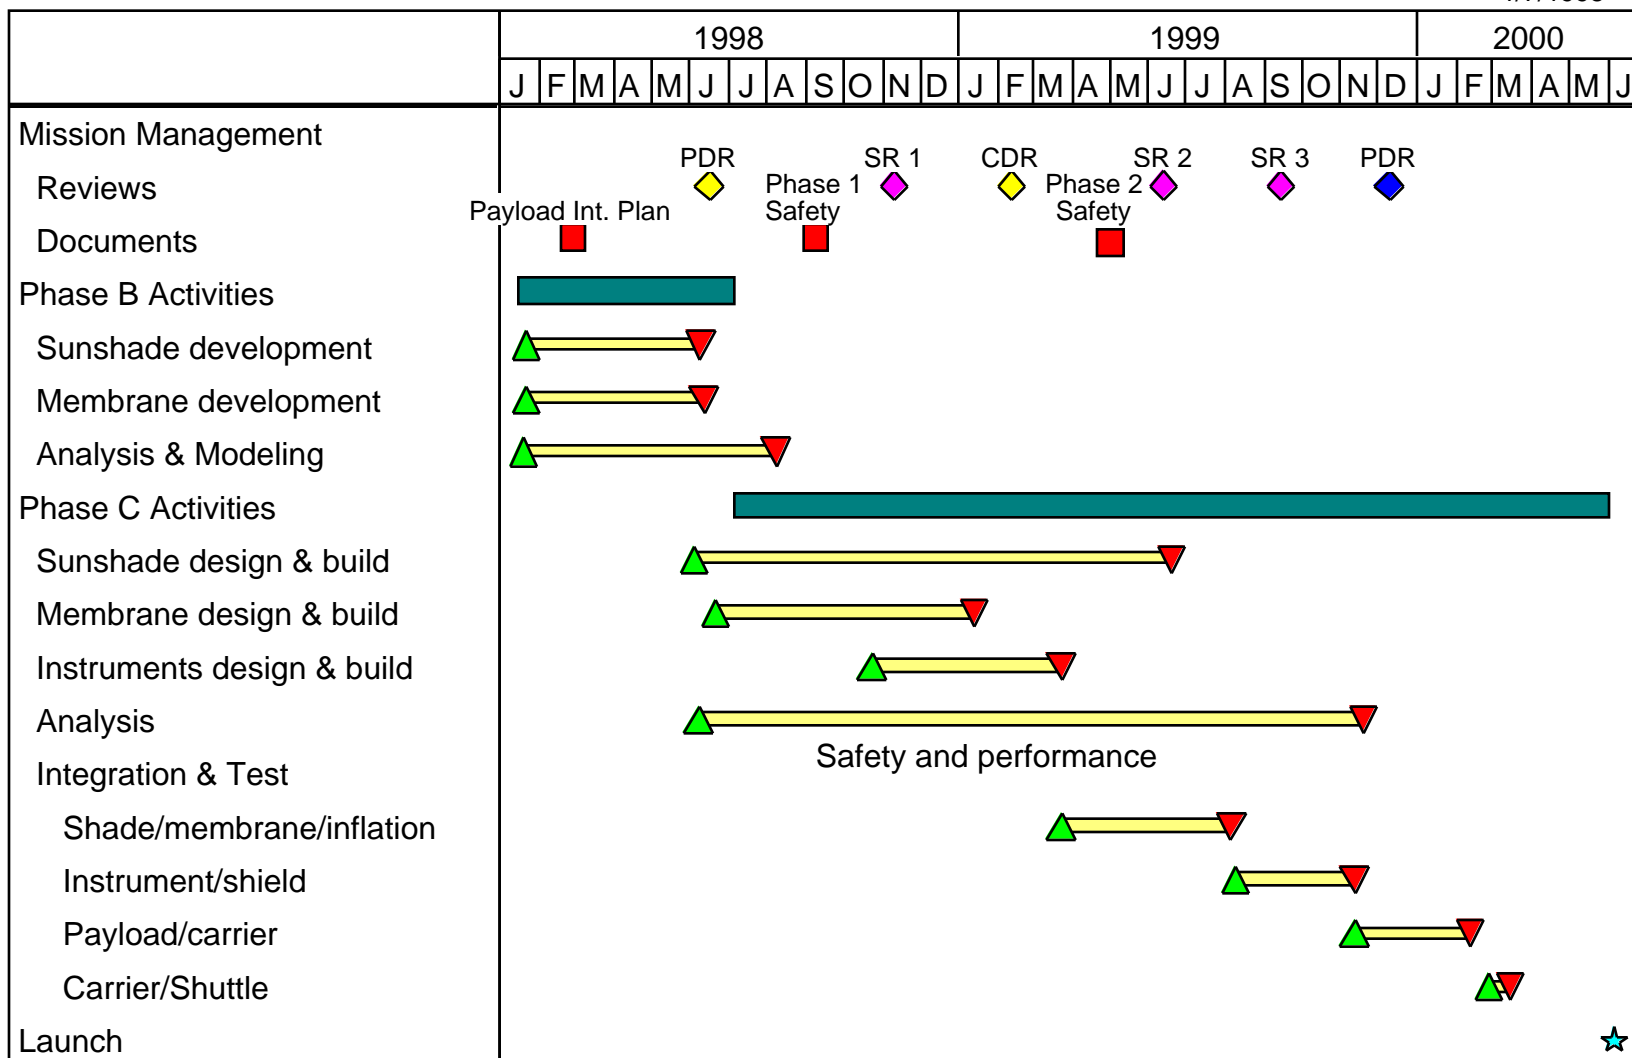 1998 1999 2000
J F M A M J J A S O N D J F M A M J J A S O N D J F M A M J
Mission Management
PDR SR 1 CDR SR 2 SR 3 PDR
Reviews Phase 1 Phase 2
Payload Int. Plan Safety Safety
Documents
Phase B Activities
Sunshade development
Membrane development
Analysis & Modeling
Phase C Activities
Sunshade design & build
Membrane design & build
Instruments design & build
Analysis
Safety and performance
Integration & Test
Shade/membrane/inflation
Instrument/shield
Payload/carrier
Carrier/Shuttle
Launch